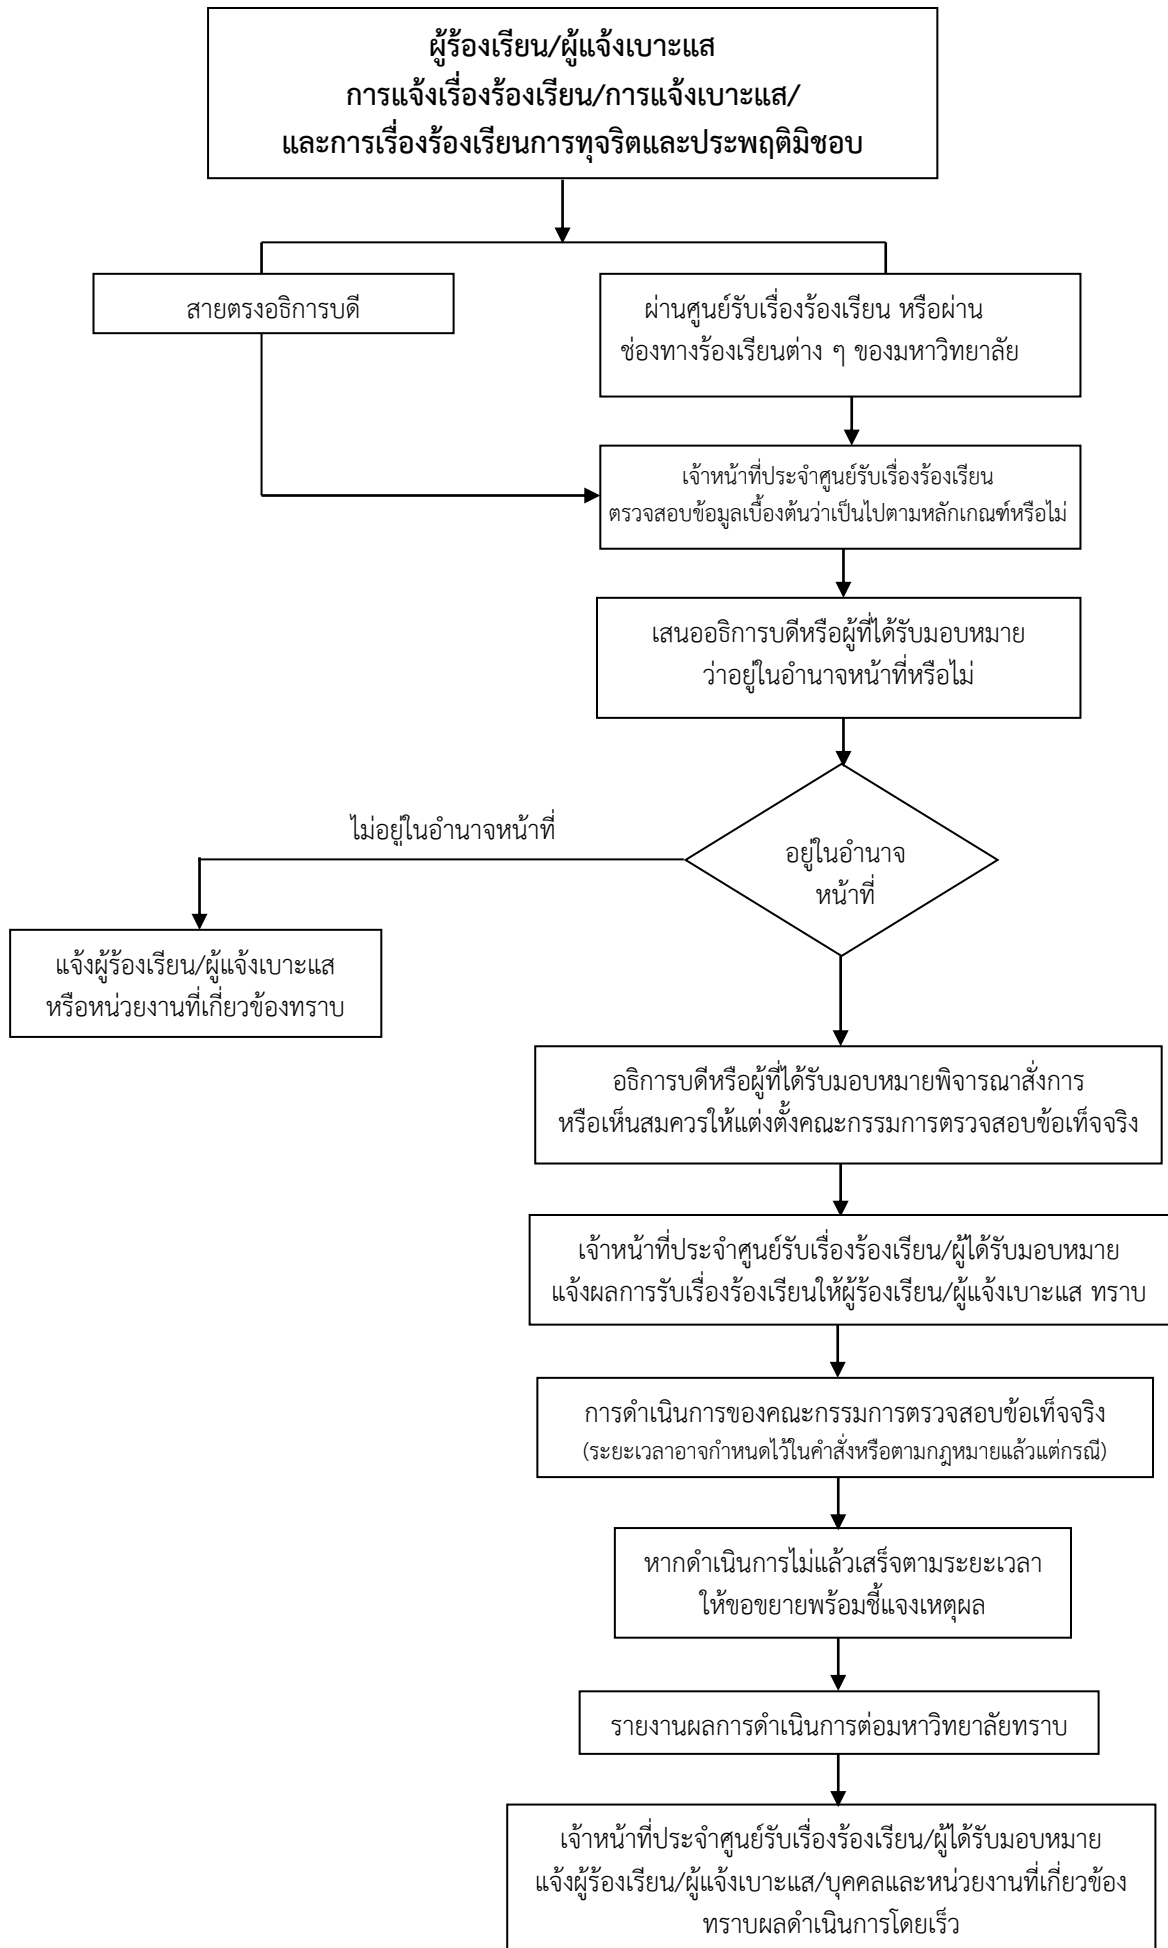 ผู้ร้องเรียน/ผู้แจ้งเบาะแส
การแจ้งเรื่องร้องเรียน/การแจ้งเบาะแส/
และการเรื่องร้องเรียนการทุจริตและประพฤติมิชอบ
สายตรงอธิการบดี
ผ่านศูนย์รับเรื่องร้องเรียน หรือผ่าน
ช่องทางร้องเรียนต่าง ๆ ของมหาวิทยาลัย
เจ้าหน้าที่ประจำศูนย์รับเรื่องร้องเรียน
ตรวจสอบข้อมูลเบื้องต้นว่าเป็นไปตามหลักเกณฑ์หรือไม่
เสนออธิการบดีหรือผู้ที่ได้รับมอบหมาย
ว่าอยู่ในอำนาจหน้าที่หรือไม่
ไม่อยู่ในอำนาจหน้าที่
อยู่ในอำนาจ
หน้าที่
แจ้งผู้ร้องเรียน/ผู้แจ้งเบาะแส
หรือหน่วยงานที่เกี่ยวข้องทราบ
อธิการบดีหรือผู้ที่ได้รับมอบหมายพิจารณาสั่งการ
หรือเห็นสมควรให้แต่งตั้งคณะกรรมการตรวจสอบข้อเท็จจริง
เจ้าหน้าที่ประจำศูนย์รับเรื่องร้องเรียน/ผู้ได้รับมอบหมาย
แจ้งผลการรับเรื่องร้องเรียนให้ผู้ร้องเรียน/ผู้แจ้งเบาะแส ทราบ
การดำเนินการของคณะกรรมการตรวจสอบข้อเท็จจริง
(ระยะเวลาอาจกำหนดไว้ในคำสั่งหรือตามกฎหมายแล้วแต่กรณี)
หากดำเนินการไม่แล้วเสร็จตามระยะเวลา
ให้ขอขยายพร้อมชี้แจงเหตุผล
รายงานผลการดำเนินการต่อมหาวิทยาลัยทราบ
เจ้าหน้าที่ประจำศูนย์รับเรื่องร้องเรียน/ผู้ได้รับมอบหมาย
แจ้งผู้ร้องเรียน/ผู้แจ้งเบาะแส/บุคคลและหน่วยงานที่เกี่ยวข้อง
ทราบผลดำเนินการโดยเร็ว